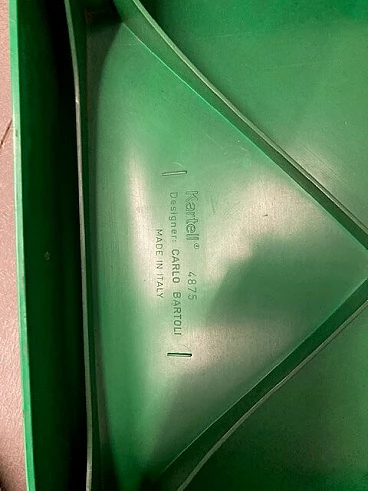 Kartell® 4875
Designer: CARLO BARTOLI
MADE IN ITALY